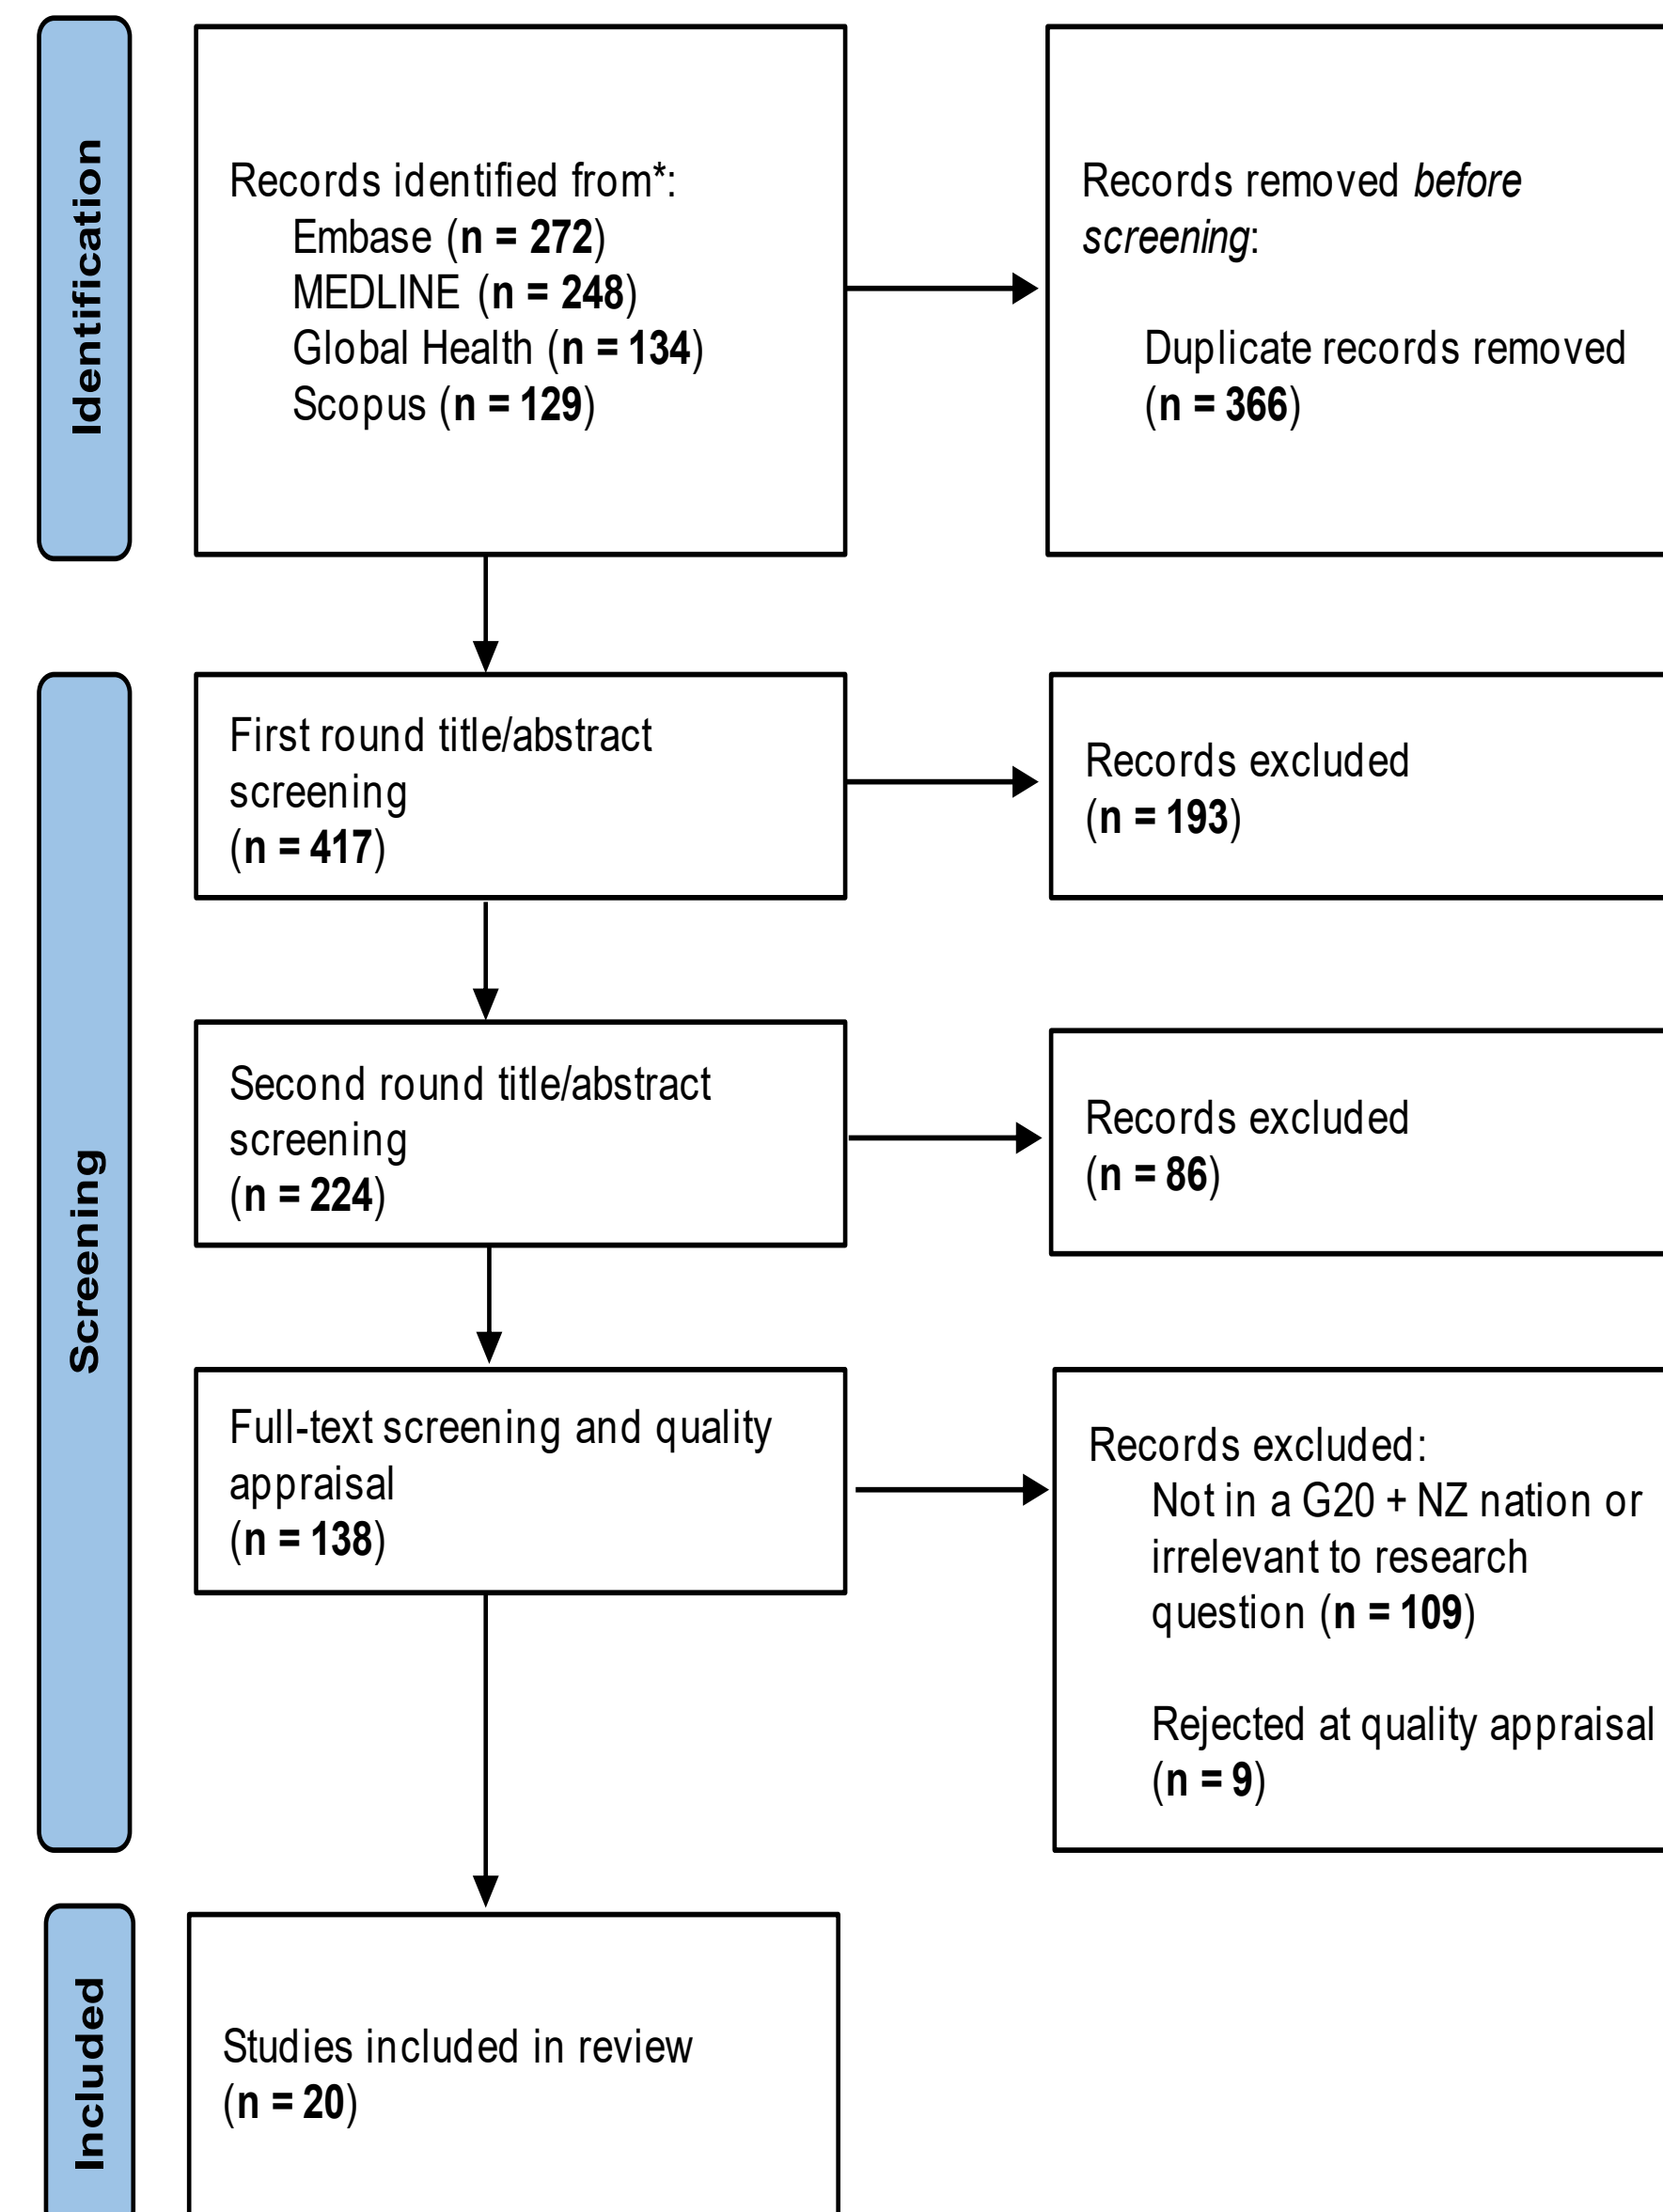 Identification
Records identified from*:
Embase (n = 272)
MEDLINE (n = 248)
Global Health (n = 134)
Scopus (n = 129)
Records removed before
screening:
Duplicate records removed
(n = 366)
Screening
First round title/abstract
screening
(n = 417)
Records excluded
(n = 193)
Second round title/abstract
screening
(n = 224)
Records excluded
(n = 86)
Full-text screening and quality
appraisal
(n = 138)
Records excluded:
Not in a G20 + NZ nation or
irrelevant to research
question (n = 109)
Rejected at quality appraisal
(n = 9)
Included
Studies included in review
(n = 20)